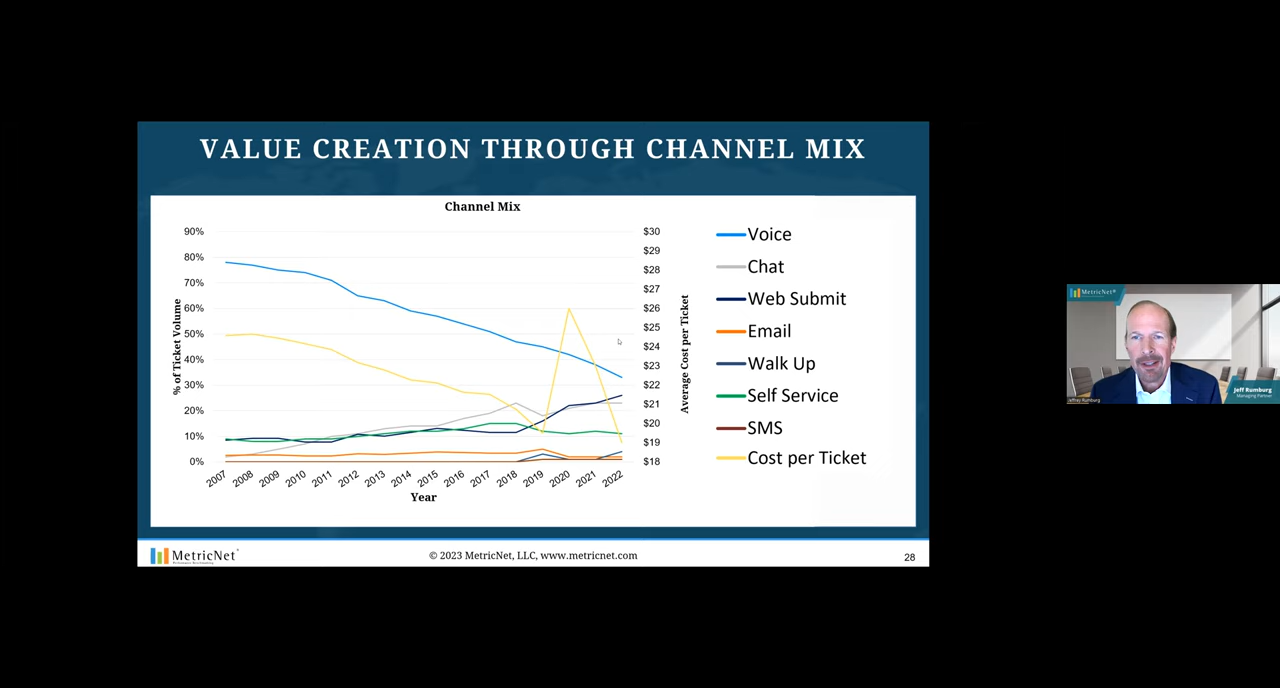 VALUE CREATION THROUGH CHANNEL MIX
Channel Mix
90%
80%
70%
60%
50%
40%
30%
20%
10%
0%
% of Ticket Volume
$30
$29
$28
$27
$26
$25
$24
$23
$22
$21
$20
$19
$18
Average Cost per Ticket
2007 2008 2009 2010 2011 2012 2013 2014 2015 2016 2017 2018 2019 2020 2021 2022
Year
Voice
Chat
Web Submit
Email
Walk Up
Self Service
SMS
Cost per Ticket
MetricNet
© 2023 MetricNet, LLC, www.metricnet.com
28
MetricNet
Jeff Rumburg
Managing Partner
Jeffrey Rumburg